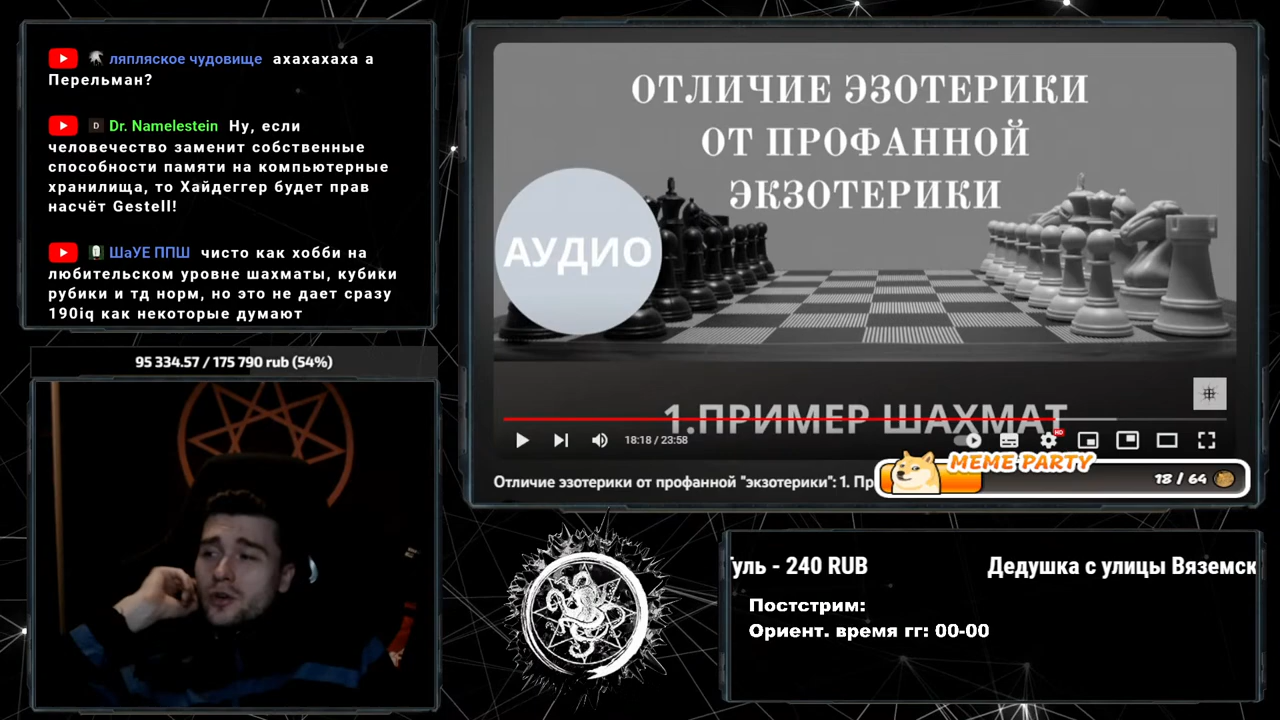 ляпляское чудовище ахахахаха а
Перельман?
D Dr. Namelestein Ну, если
человечество заменит собственные
способности памяти на компьютерные
хранилища, то Хайдеггер будет прав
насчёт Gestell!
ШаУЕ ППШ чисто как хобби на
любительском уровне шахматы, кубики
рубики и тд норм, но это не дает сразу
190iq как некоторые думают
95 334.57 / 175 790 rub (54%)
ОТЛИЧИЕ ЭЗОТЕРИКИ
ОТ ПРОФАННОЙ
ЭКЗОТЕРИКИ
АУДИО
1.ПРИМЕР ШАХМАТ
18:18 / 23:58
HD
Отличие эзотерики от профанной "экзотерики": 1. Пр
MEME PARTY
18 / 64
Гуль - 240 RUB
Дедушка с улицы Вяземск
Постстрим:
Ориент. время гг: 00-00